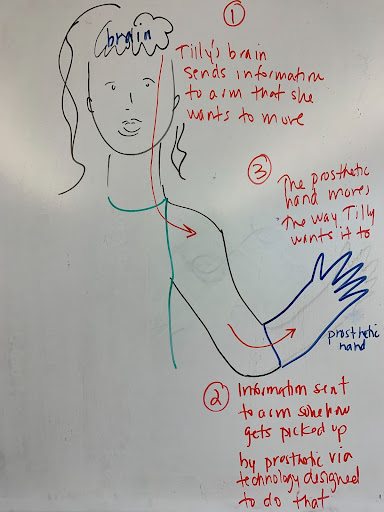 brain
①
Tilly's brain
sends information
to arm that she
wants to move
③
The prosthetic
hand moves
the way Tilly
wants it to
prosthetic
hand
② Information sent
to arm somehow
gets picked up
by prosthetic via
technology designed
to do that